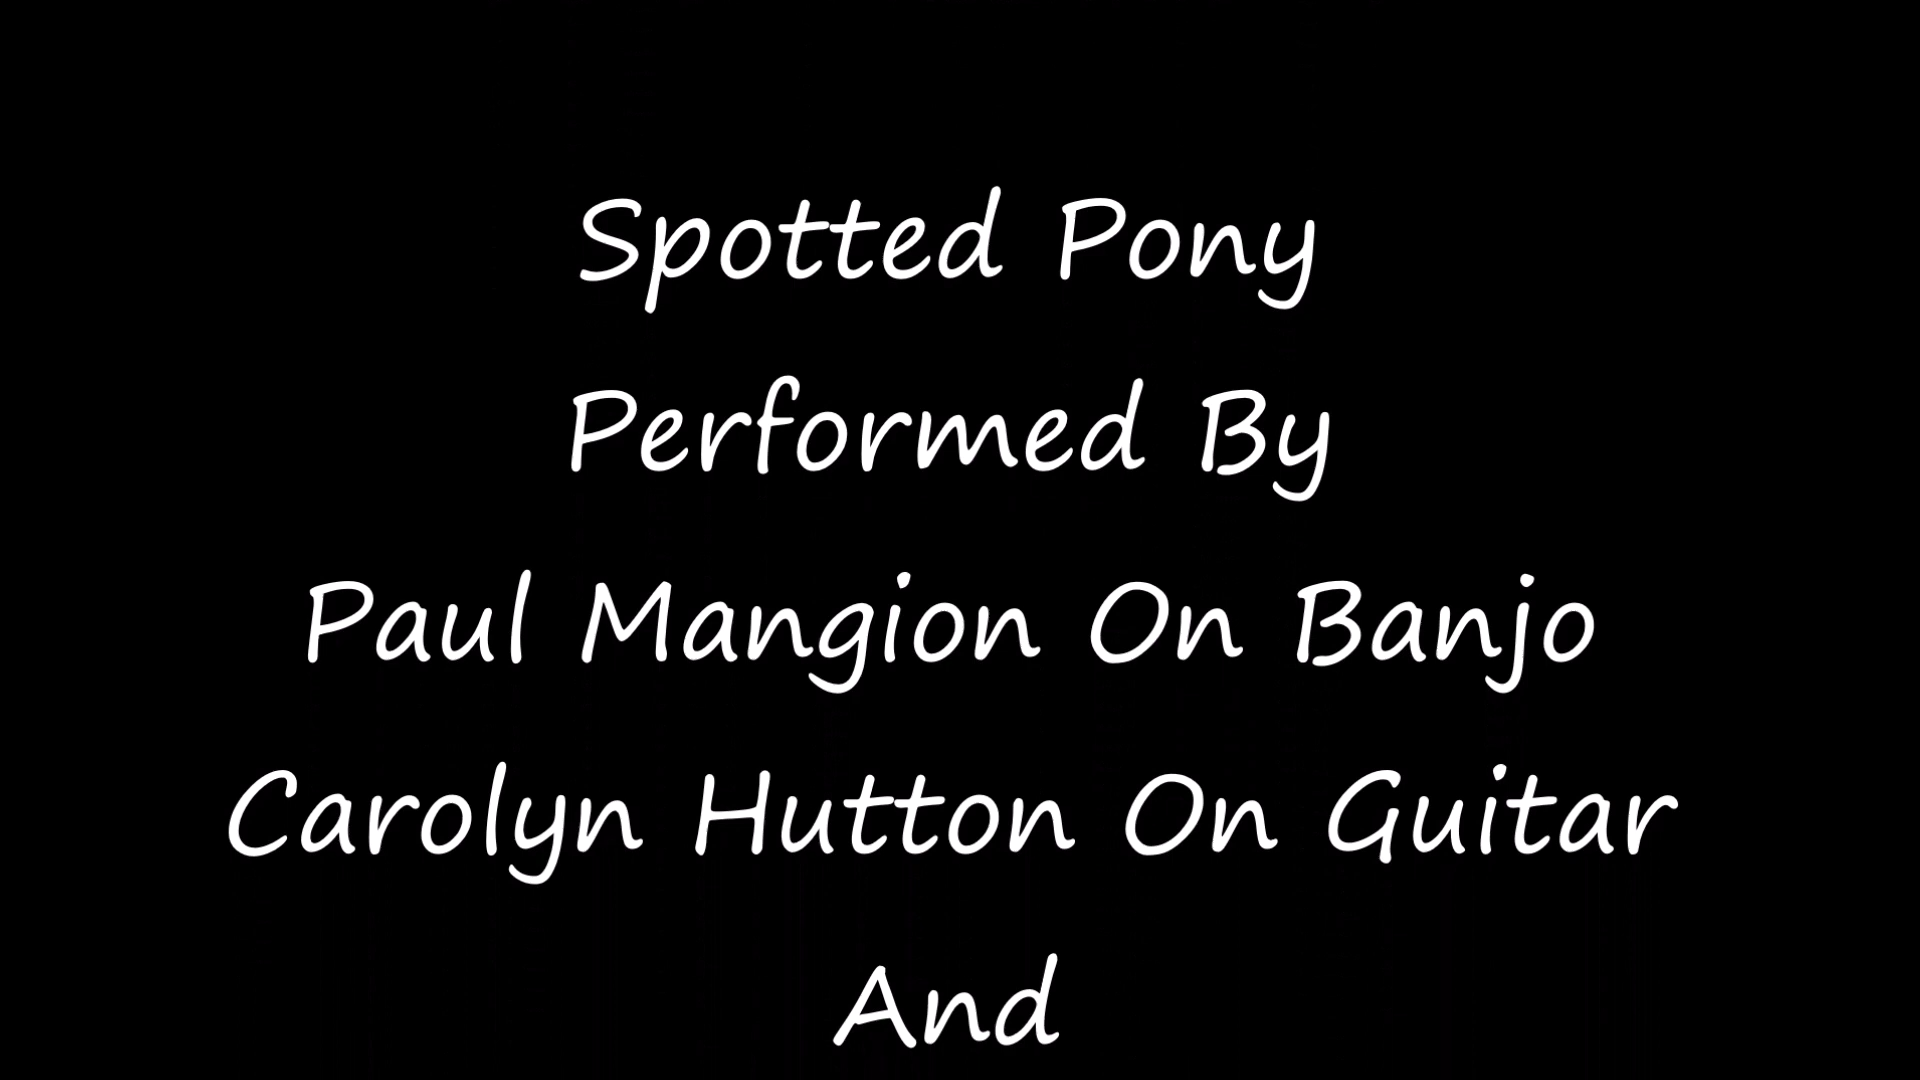 Spotted Pony
Performed By
Paul Mangion On Banjo
Carolyn Hutton On Guitar
And